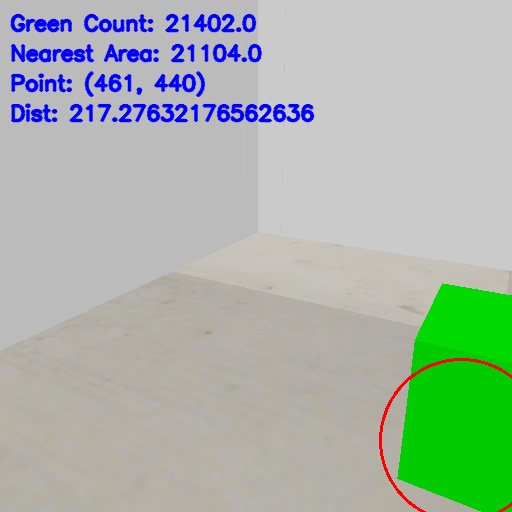 Green Count: 21402.0
Nearest Area: 21104.0
Point: (461, 440)
Dist: 217.27632176562636